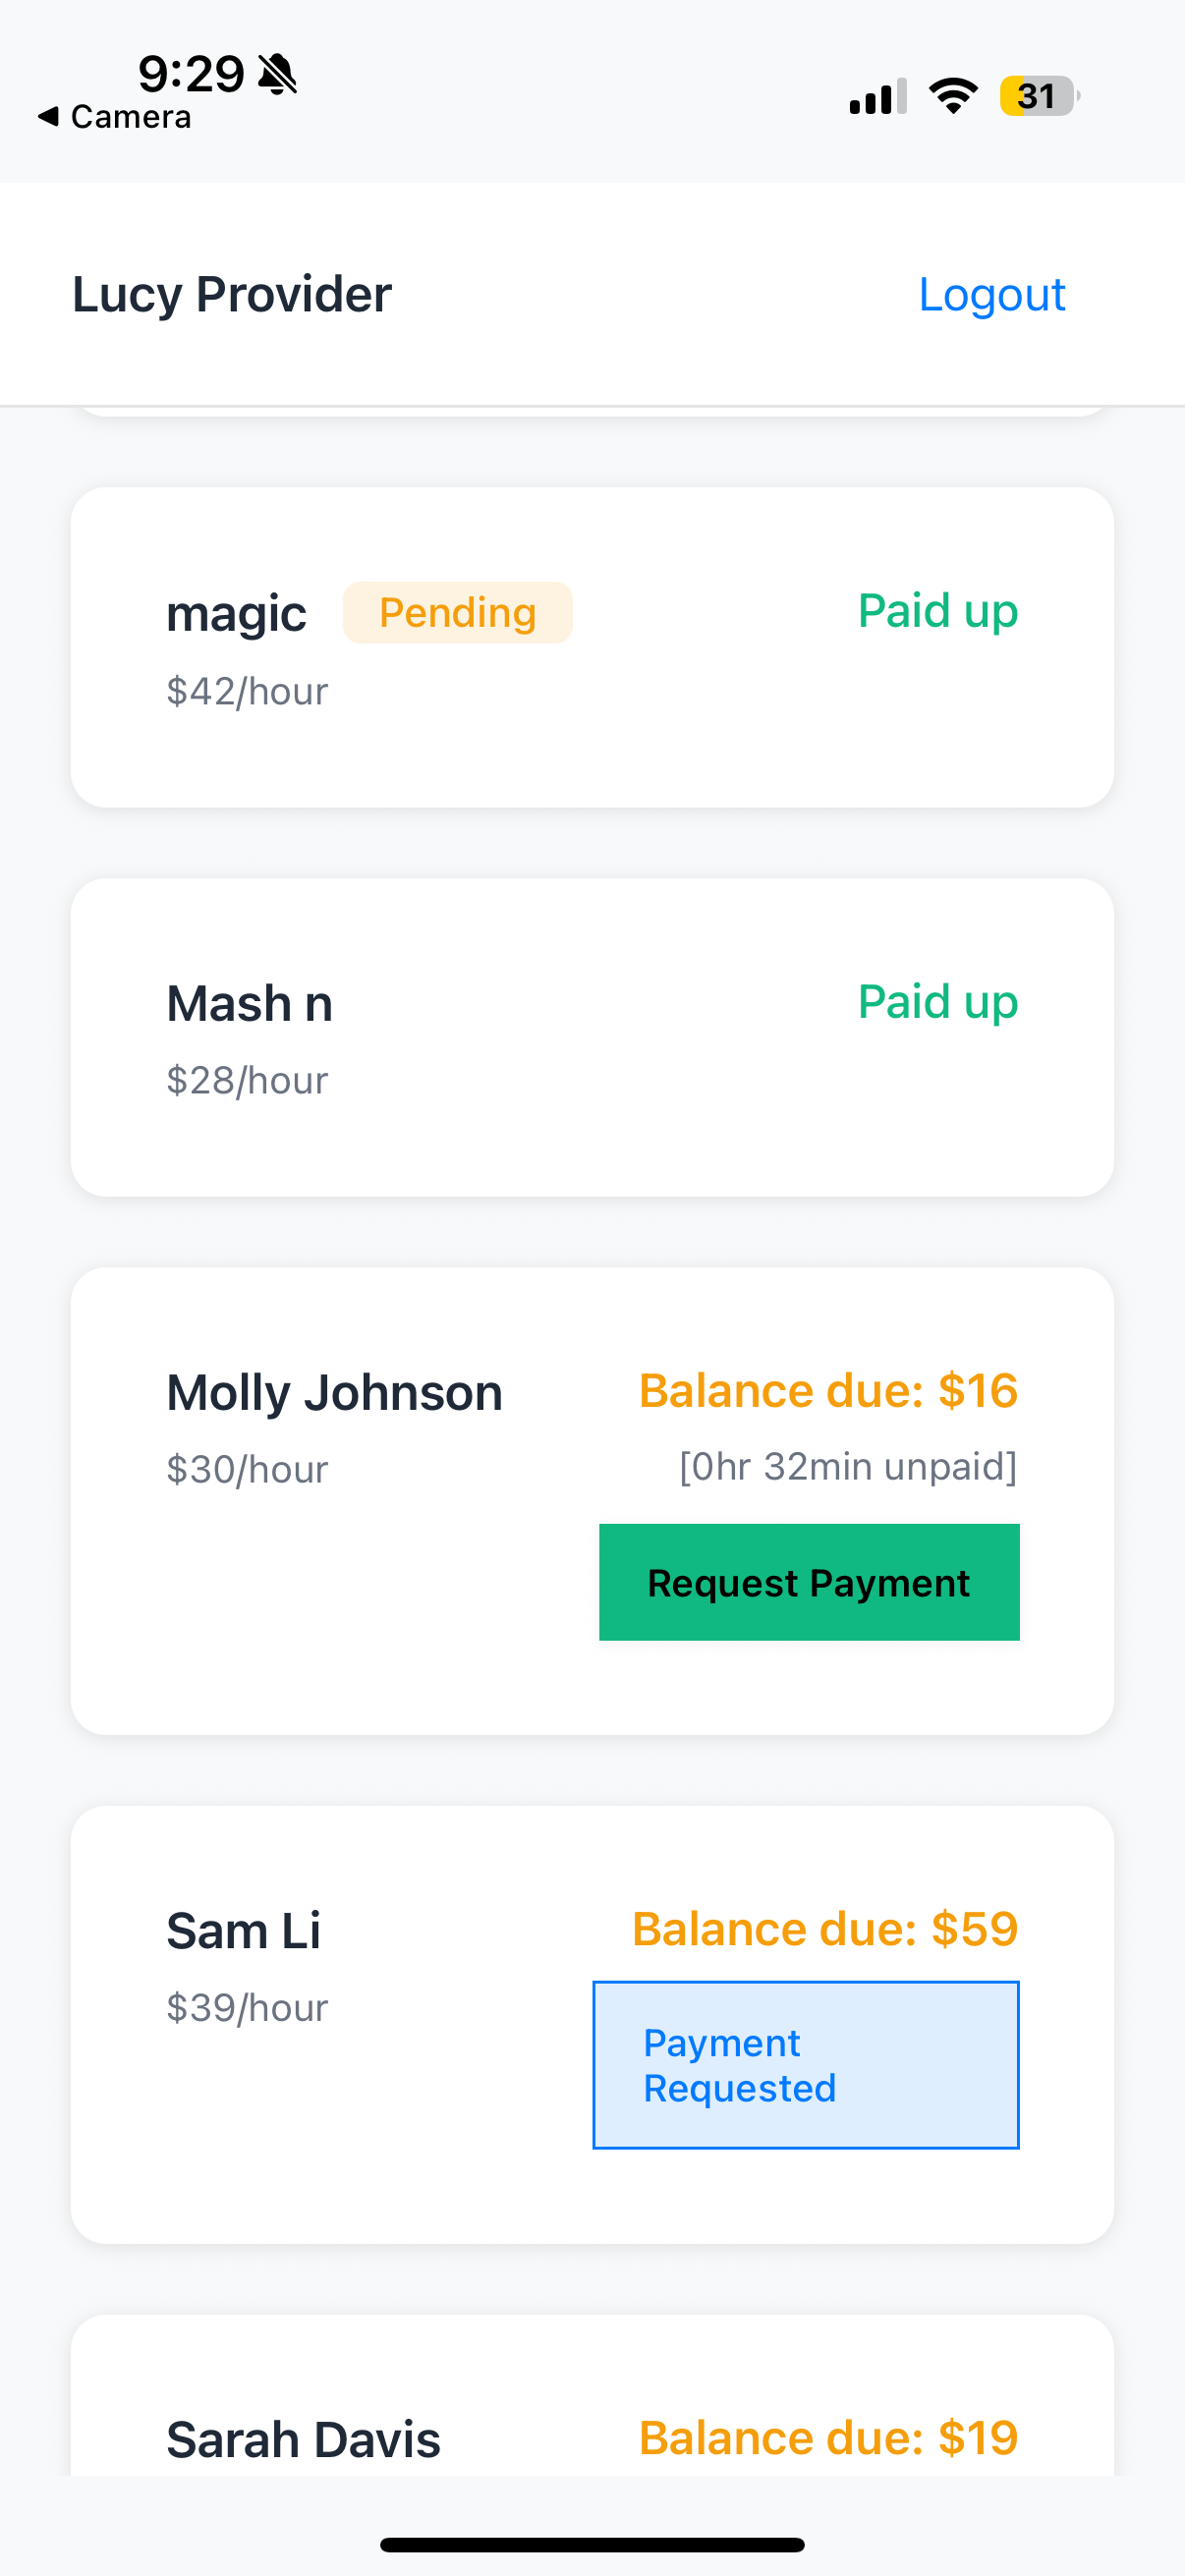 9:29
◀ Camera
31
Lucy Provider
Logout
magic
Pending
Paid up
$42/hour
Mash n
Paid up
$28/hour
Molly Johnson
Balance due: $16
$30/hour
[0hr 32min unpaid]
Request Payment
Sam Li
Balance due: $59
$39/hour
Payment
Requested
Sarah Davis
Balance due: $19